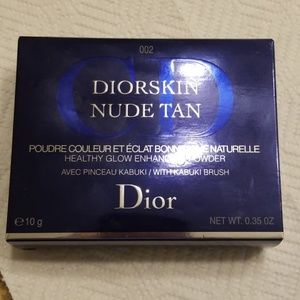 002
DIORSKIN
NUDE TAN
POUDRE COULEUR ET ÉCLAT BONNE MINE NATURELLE
HEALTHY GLOW ENHANCING POWDER
AVEC PINCEAU KABUKI / WITH KABUKI BRUSH
Dior
℮ 10 g
NET WT. 0.35 OZ